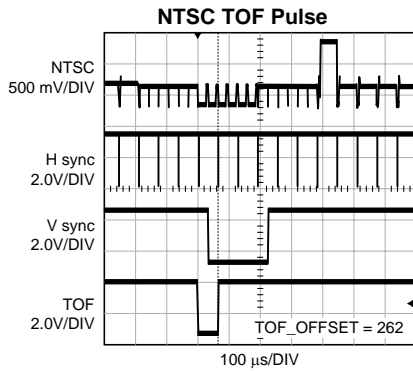 NTSC TOF Pulse
NTSC
500 mV/DIV
H sync
2.0V/DIV
V sync
2.0V/DIV
TOF
2.0V/DIV
TOF_OFFSET = 262
100 µs/DIV